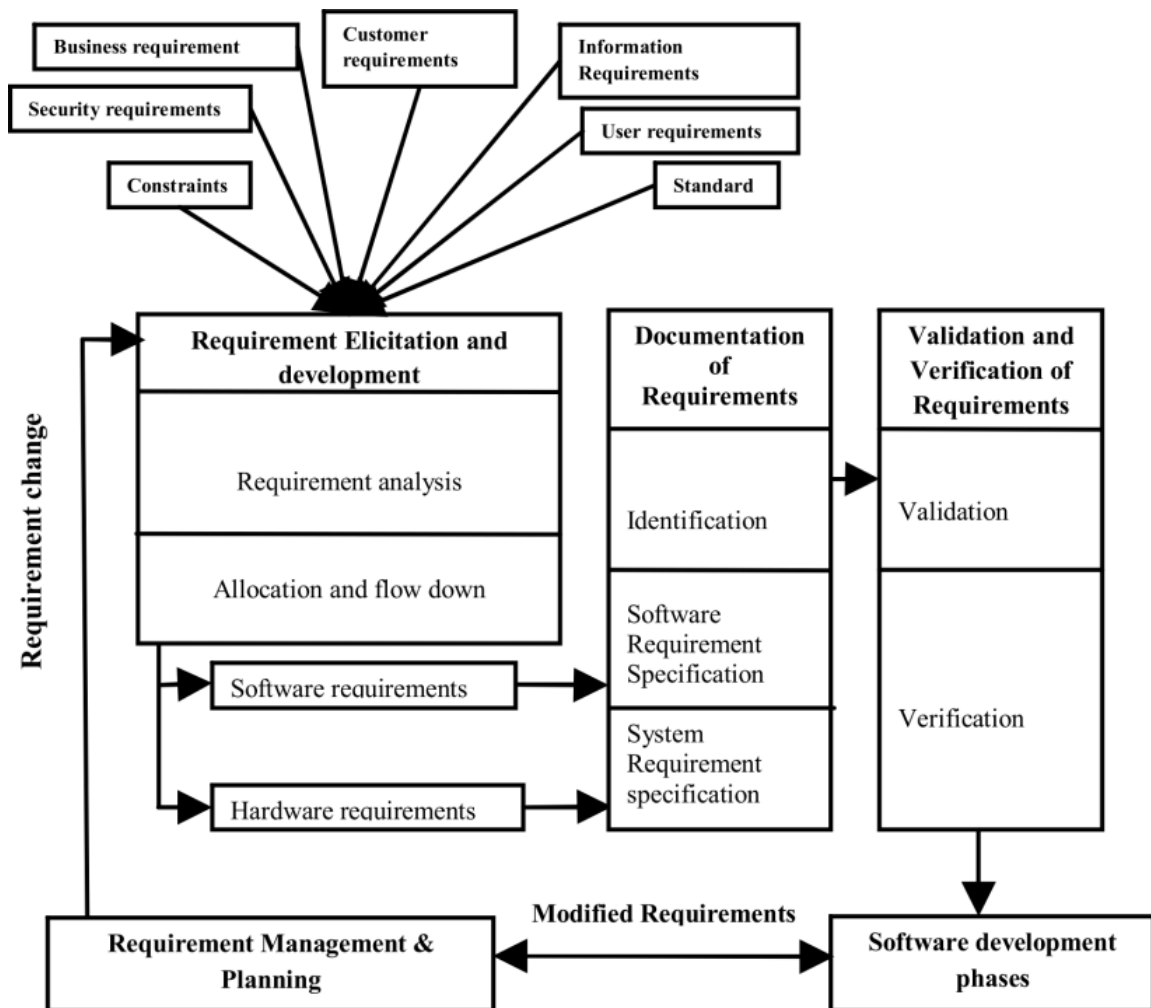 Business requirement
Customer
requirements
Information
Requirements
Security requirements
User requirements
Constraints
Standard
Requirement change
Requirement Elicitation and
development
Requirement analysis
Allocation and flow down
Software requirements
Hardware requirements
Documentation
of
Requirements
Identification
Software
Requirement
Specification
System
Requirement
specification
Validation and
Verification of
Requirements
Validation
Verification
Requirement Management &
Planning
Modified Requirements
Software development
phases